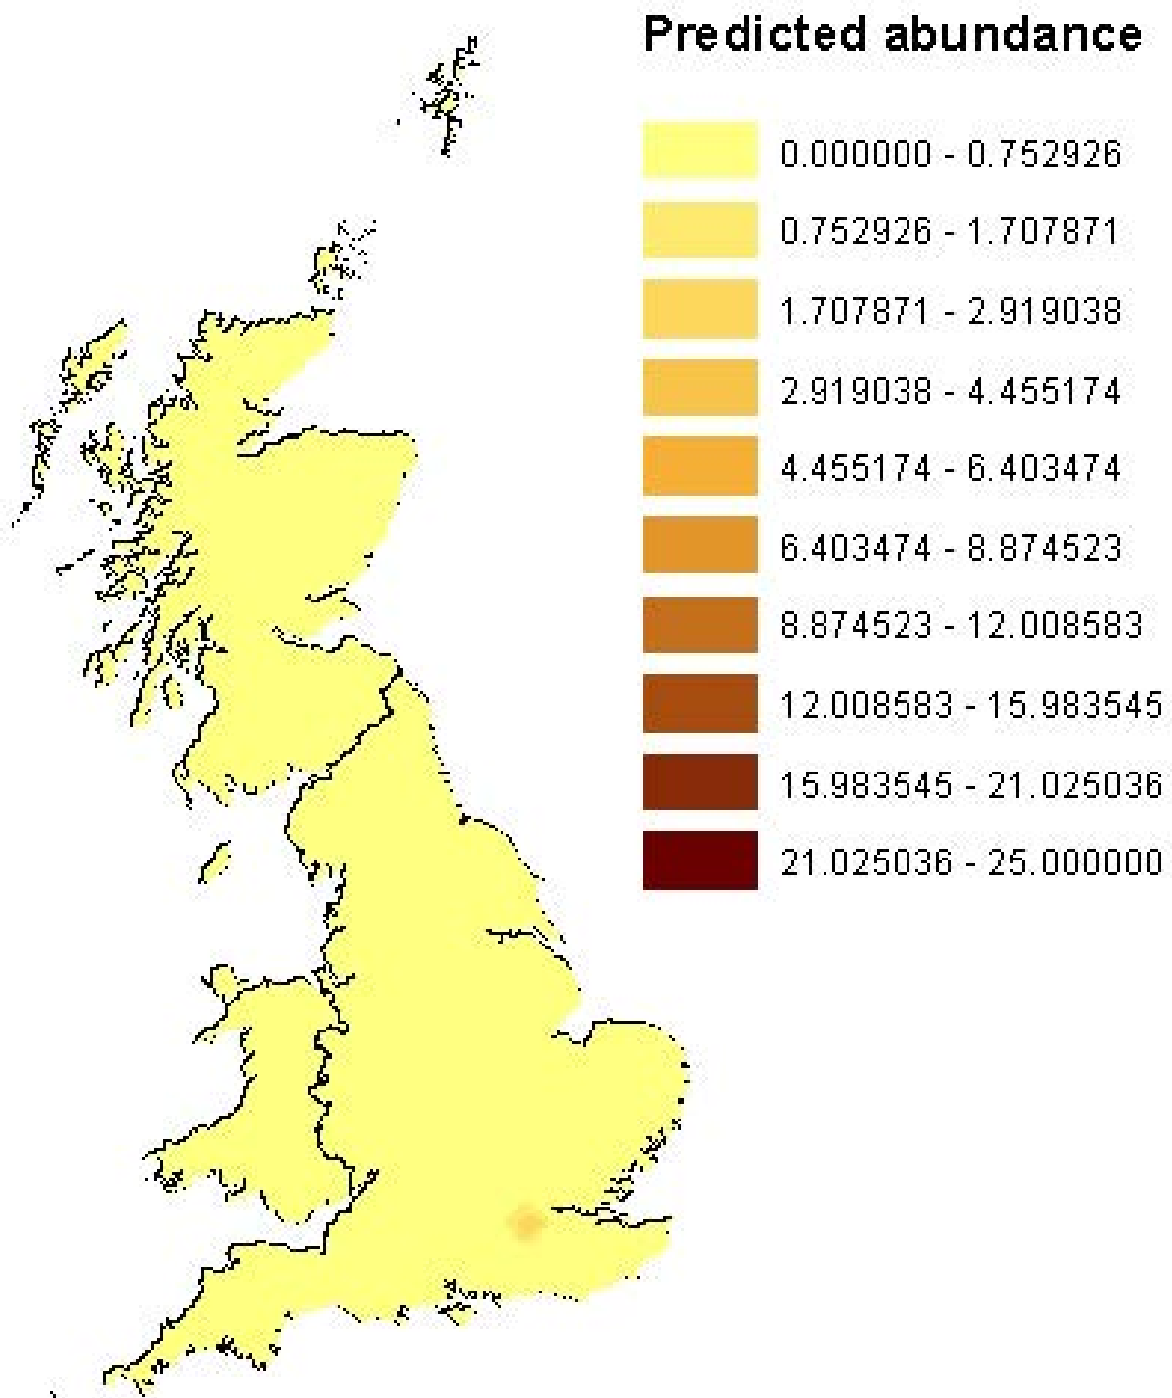 Predicted abundance
0.000000 - 0.752926
0.752926 - 1.707871
1.707871 - 2.919038
2.919038 - 4.455174
4.455174 - 6.403474
6.403474 - 8.874523
8.874523 - 12.008583
12.008583 - 15.983545
15.983545 - 21.025036
21.025036 - 25.000000